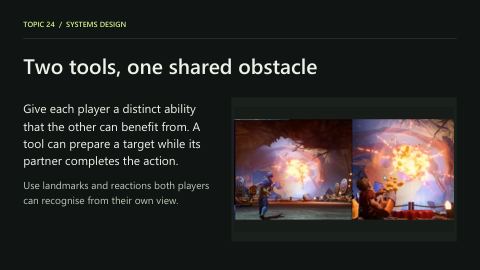 TOPIC 24 / SYSTEMS DESIGN
Two tools, one shared obstacle
Give each player a distinct ability
that the other can benefit from. A
tool can prepare a target while its
partner completes the action.
Use landmarks and reactions both players
can recognise from their own view.